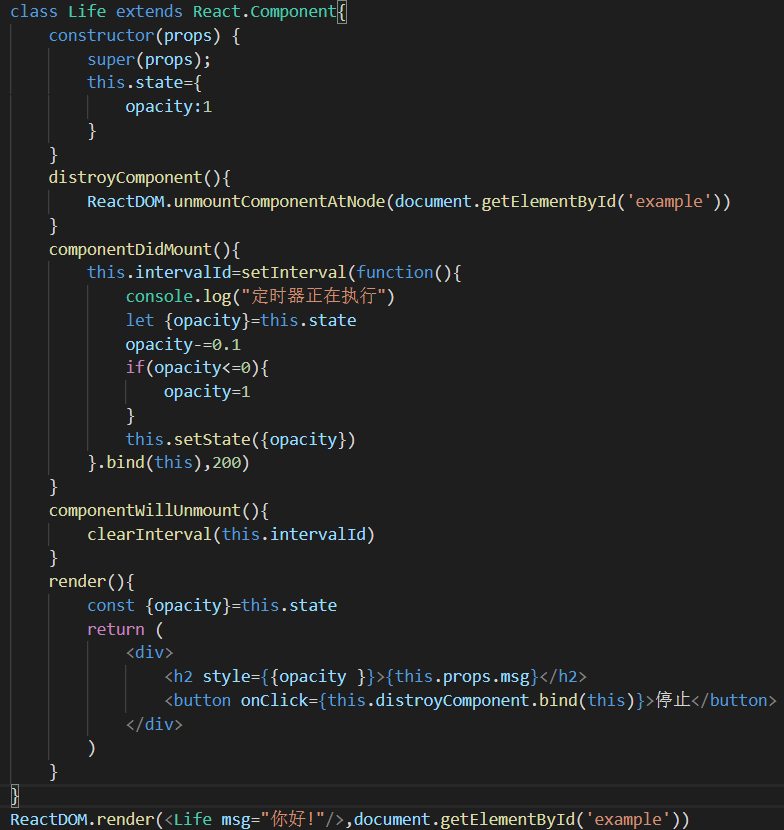 class Life extends React.Component{
constructor(props) {
super(props);
this.state={
opacity:1
}
}
distroyComponent(){
ReactDOM.unmountComponentAtNode(document.getElementById('example'))
}
componentDidMount(){
this.intervalId=setInterval(function(){
console.log("定时器正在执行")
let {opacity}=this.state
opacity-=0.1
if(opacity<=0){
opacity=1
}
this.setState({opacity})
}.bind(this),200)
}
componentWillUnmount(){
clearInterval(this.intervalId)
}
render(){
const {opacity}=this.state
return (
<div>
<h2 style={{opacity }}>{this.props.msg}</h2>
<button onClick={this.distroyComponent.bind(this)}>停止</button>
</div>
)
}
}
ReactDOM.render(<Life msg="你好!"/>,document.getElementById('example'))